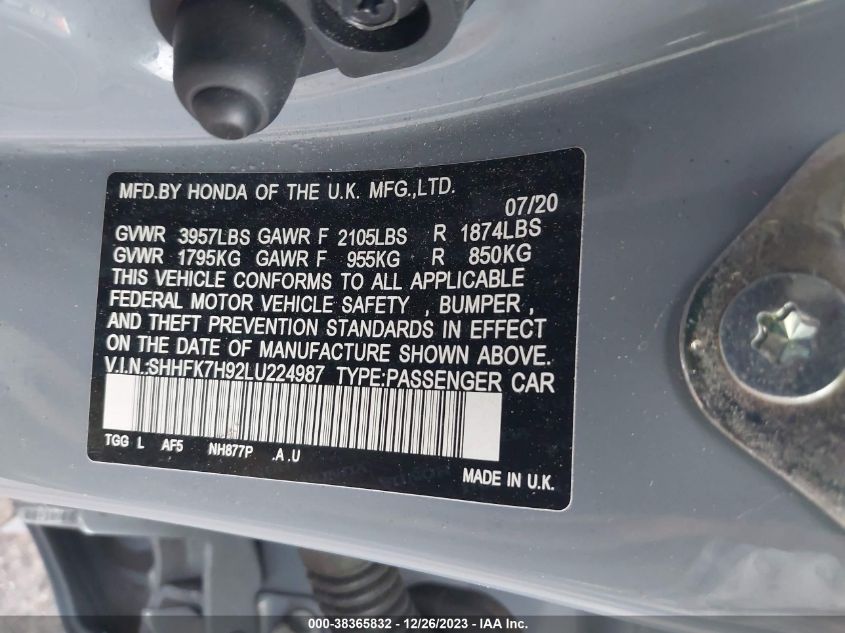 MFD.BY HONDA OF THE U.K. MFG.,LTD.
07/20
GVWR 3957LBS GAWR F 2105LBS R 1874LBS
GVWR 1795KG GAWR F 955KG R 850KG
THIS VEHICLE CONFORMS TO ALL APPLICABLE
FEDERAL MOTOR VEHICLE SAFETY , BUMPER ,
AND THEFT PREVENTION STANDARDS IN EFFECT
ON THE DATE OF MANUFACTURE SHOWN ABOVE.
V.I.N.:SHHFK7H92LU224987 TYPE:PASSENGER CAR
TGG L AF5 NH877P .A.U
MADE IN U.K.
000-38365832 - 12/26/2023 - IAA Inc.